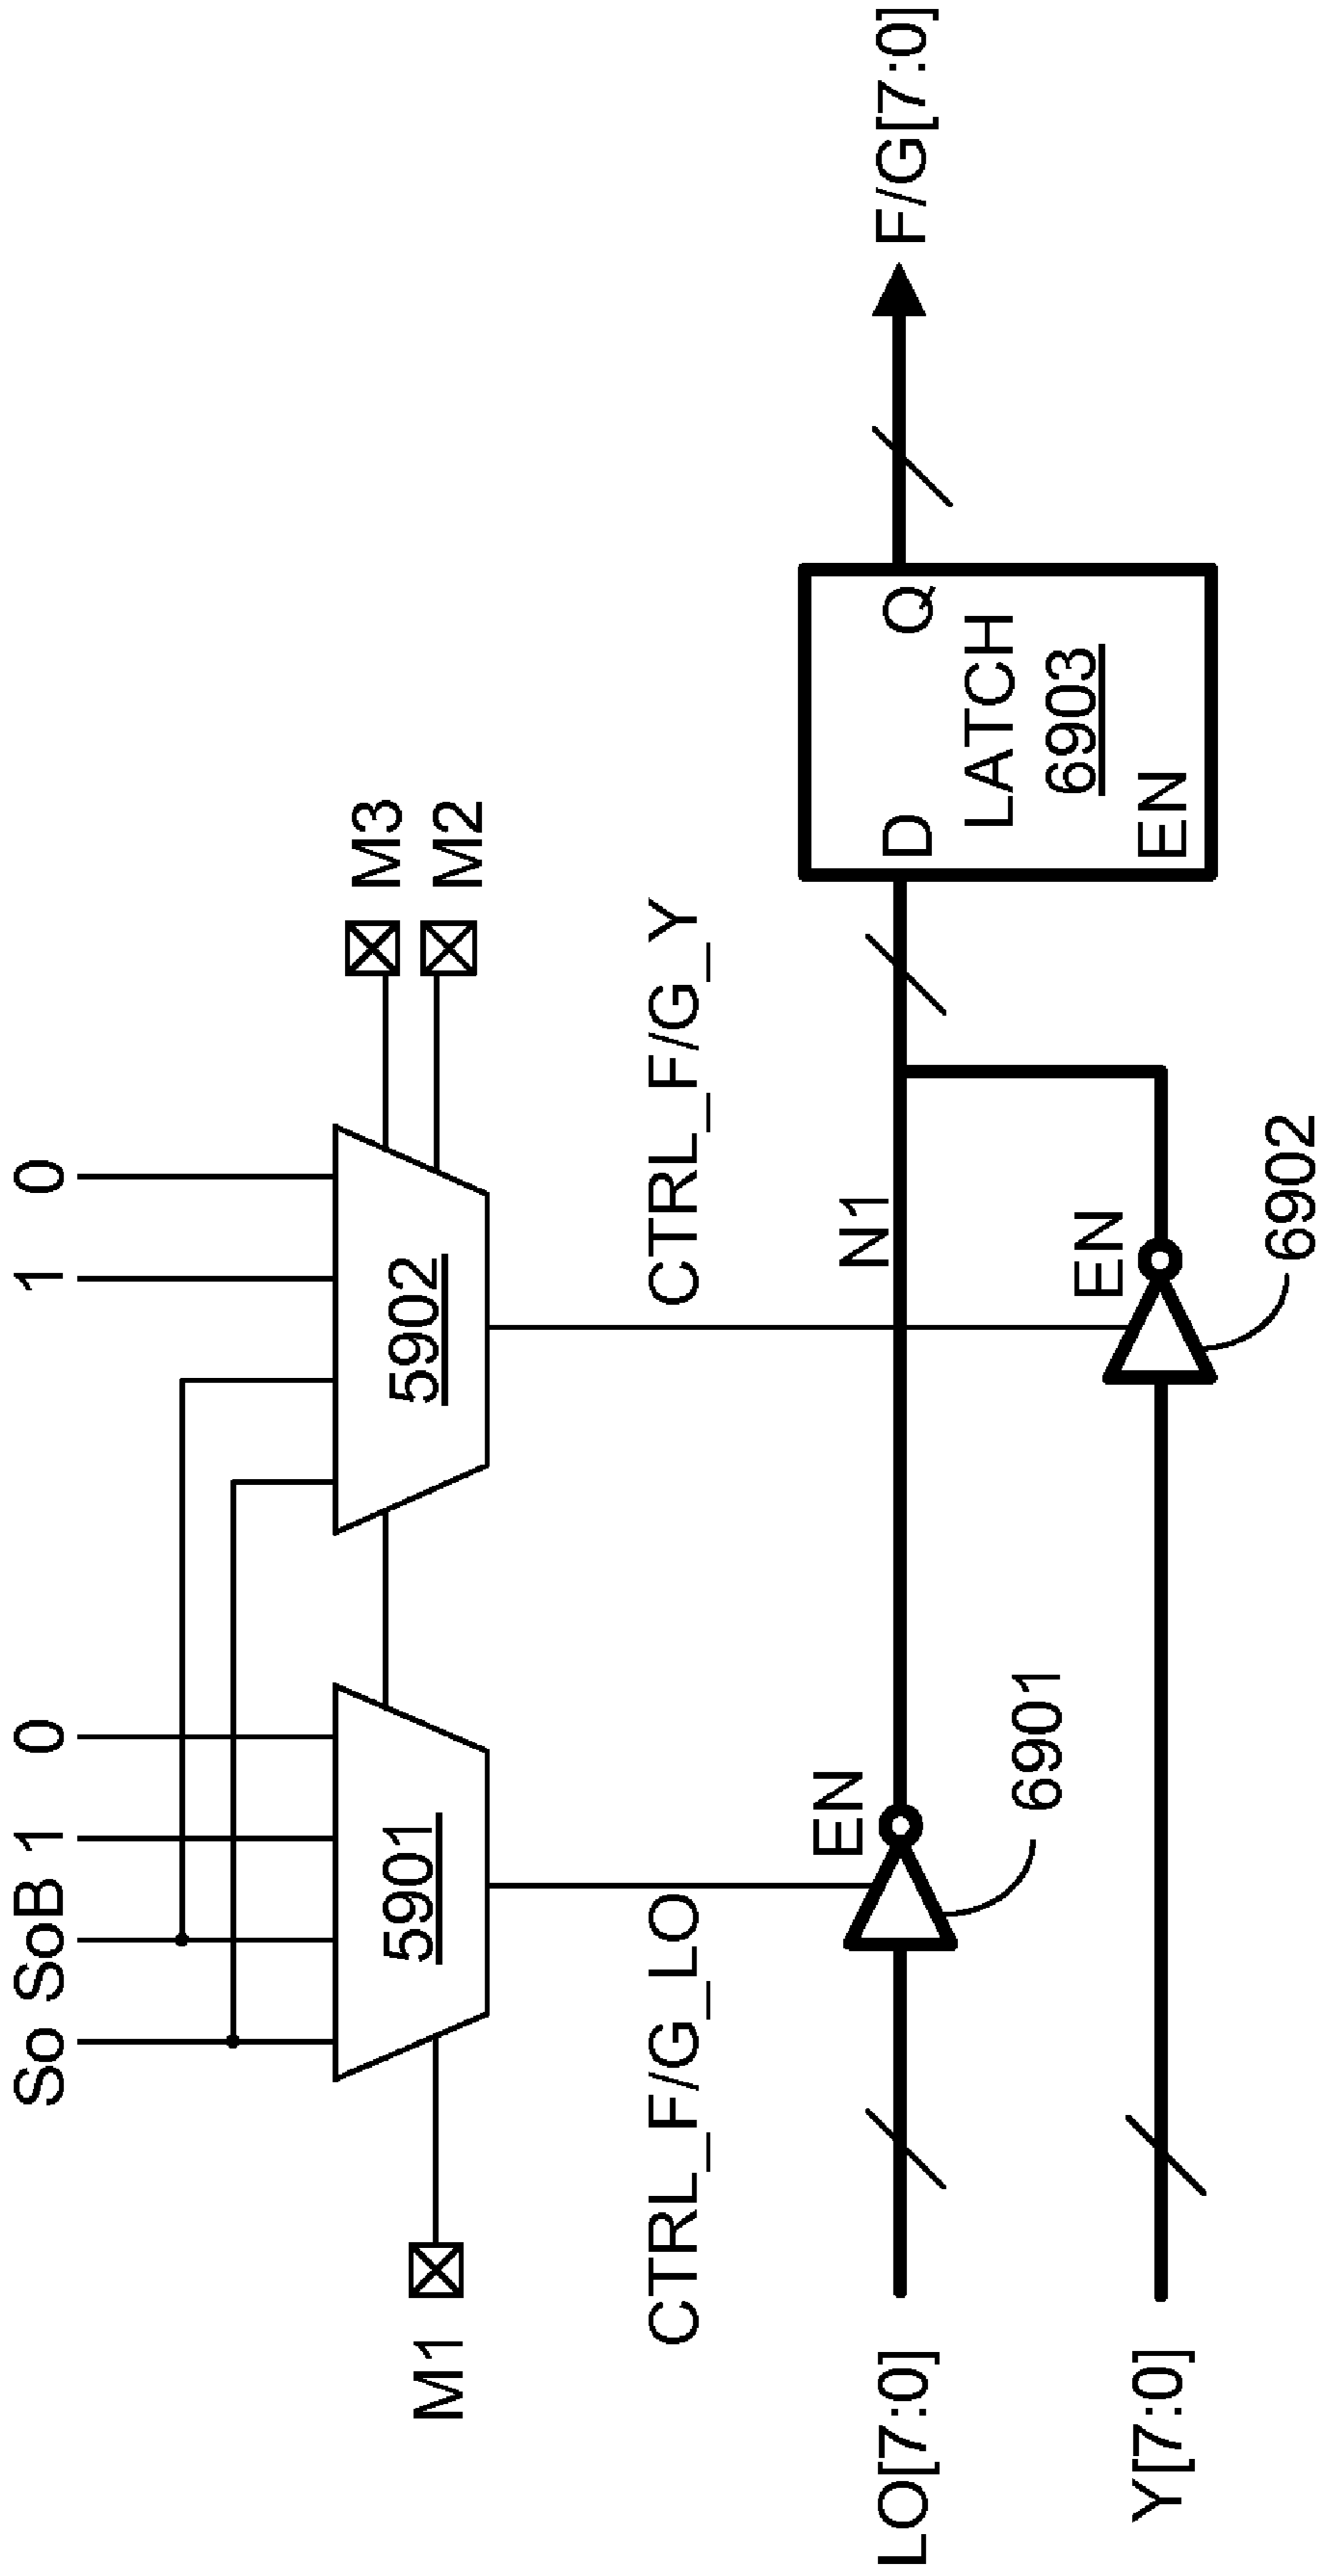 So SoB 1 0 1 0
M1
5901
5902
M3
M2
CTRL_F/G_LO
CTRL_F/G_Y
LO[7:0]
EN
6901
N1
D Q
LATCH
6903
EN
F/G[7:0]
Y[7:0]
EN
6902